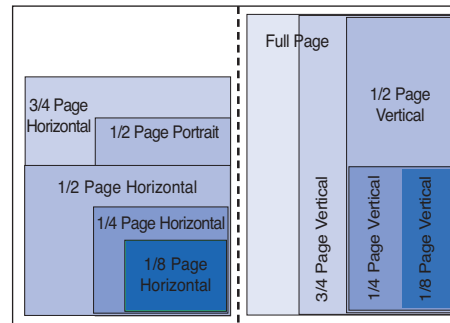 3/4 Page
Horizontal
1/2 Page Portrait
1/2 Page Horizontal
1/4 Page Horizontal
1/8 Page
Horizontal
Full Page
1/2 Page
Vertical
3/4 Page Vertical
1/4 Page Vertical
1/8 Page Vertical